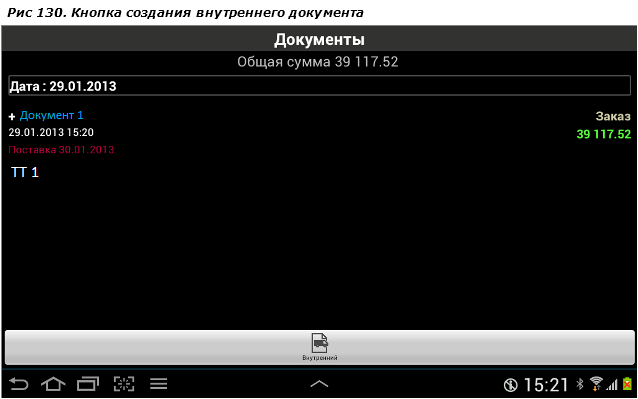 Рис 130. Кнопка создания внутреннего документа
Документы
Общая сумма 39 117.52
Дата : 29.01.2013
+ Документ 1
Заказ
29.01.2013 15:20
39 117.52
Поставка 30.01.2013
ТТ 1
Внутренний
15:21